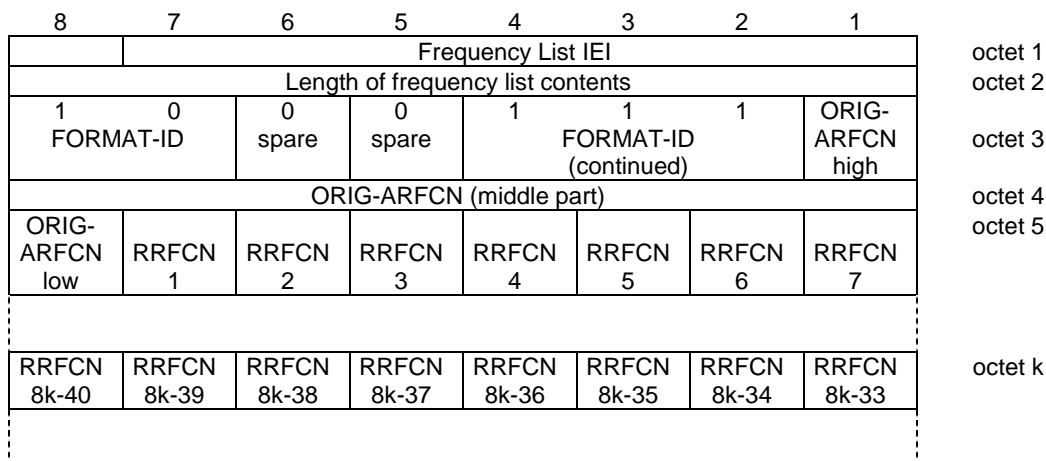 8 7 6 5 4 3 2 1
Frequency List IEI octet 1
Length of frequency list contents octet 2
1 0 0 0 1 1 1 ORIG-
FORMAT-ID spare spare FORMAT-ID ARFCN octet 3
(continued) high
ORIG-ARFCN (middle part) octet 4
ORIG- octet 5
ARFCN RRFCN RRFCN RRFCN RRFCN RRFCN RRFCN RRFCN
low 1 2 3 4 5 6 7
RRFCN RRFCN RRFCN RRFCN RRFCN RRFCN RRFCN RRFCN octet k
8k-40 8k-39 8k-38 8k-37 8k-36 8k-35 8k-34 8k-33